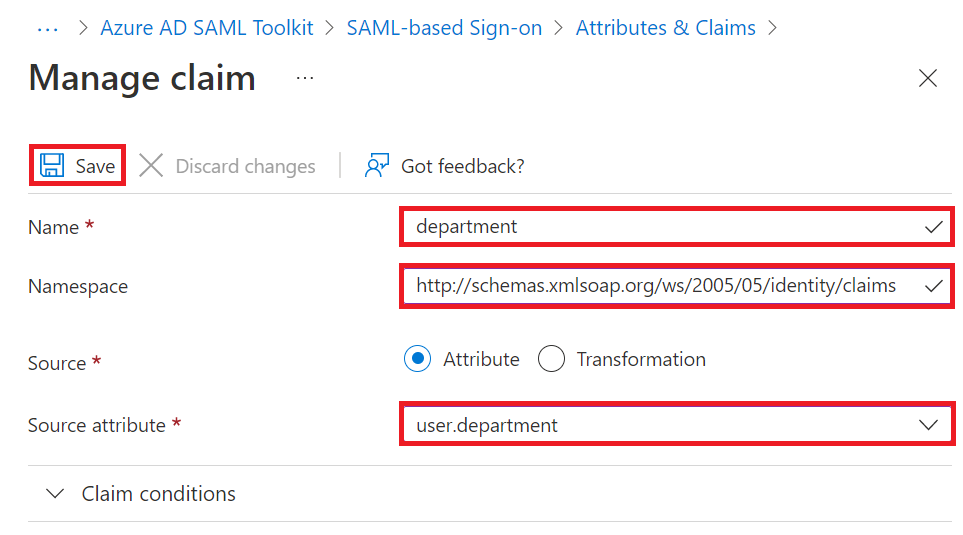 ... > Azure AD SAML Toolkit > SAML-based Sign-on > Attributes & Claims >
Manage claim ...
Save Discard changes Got feedback?
Name * department
Namespace http://schemas.xmlsoap.org/ws/2005/05/identity/claims
Source * Attribute Transformation
Source attribute * user.department
Claim conditions